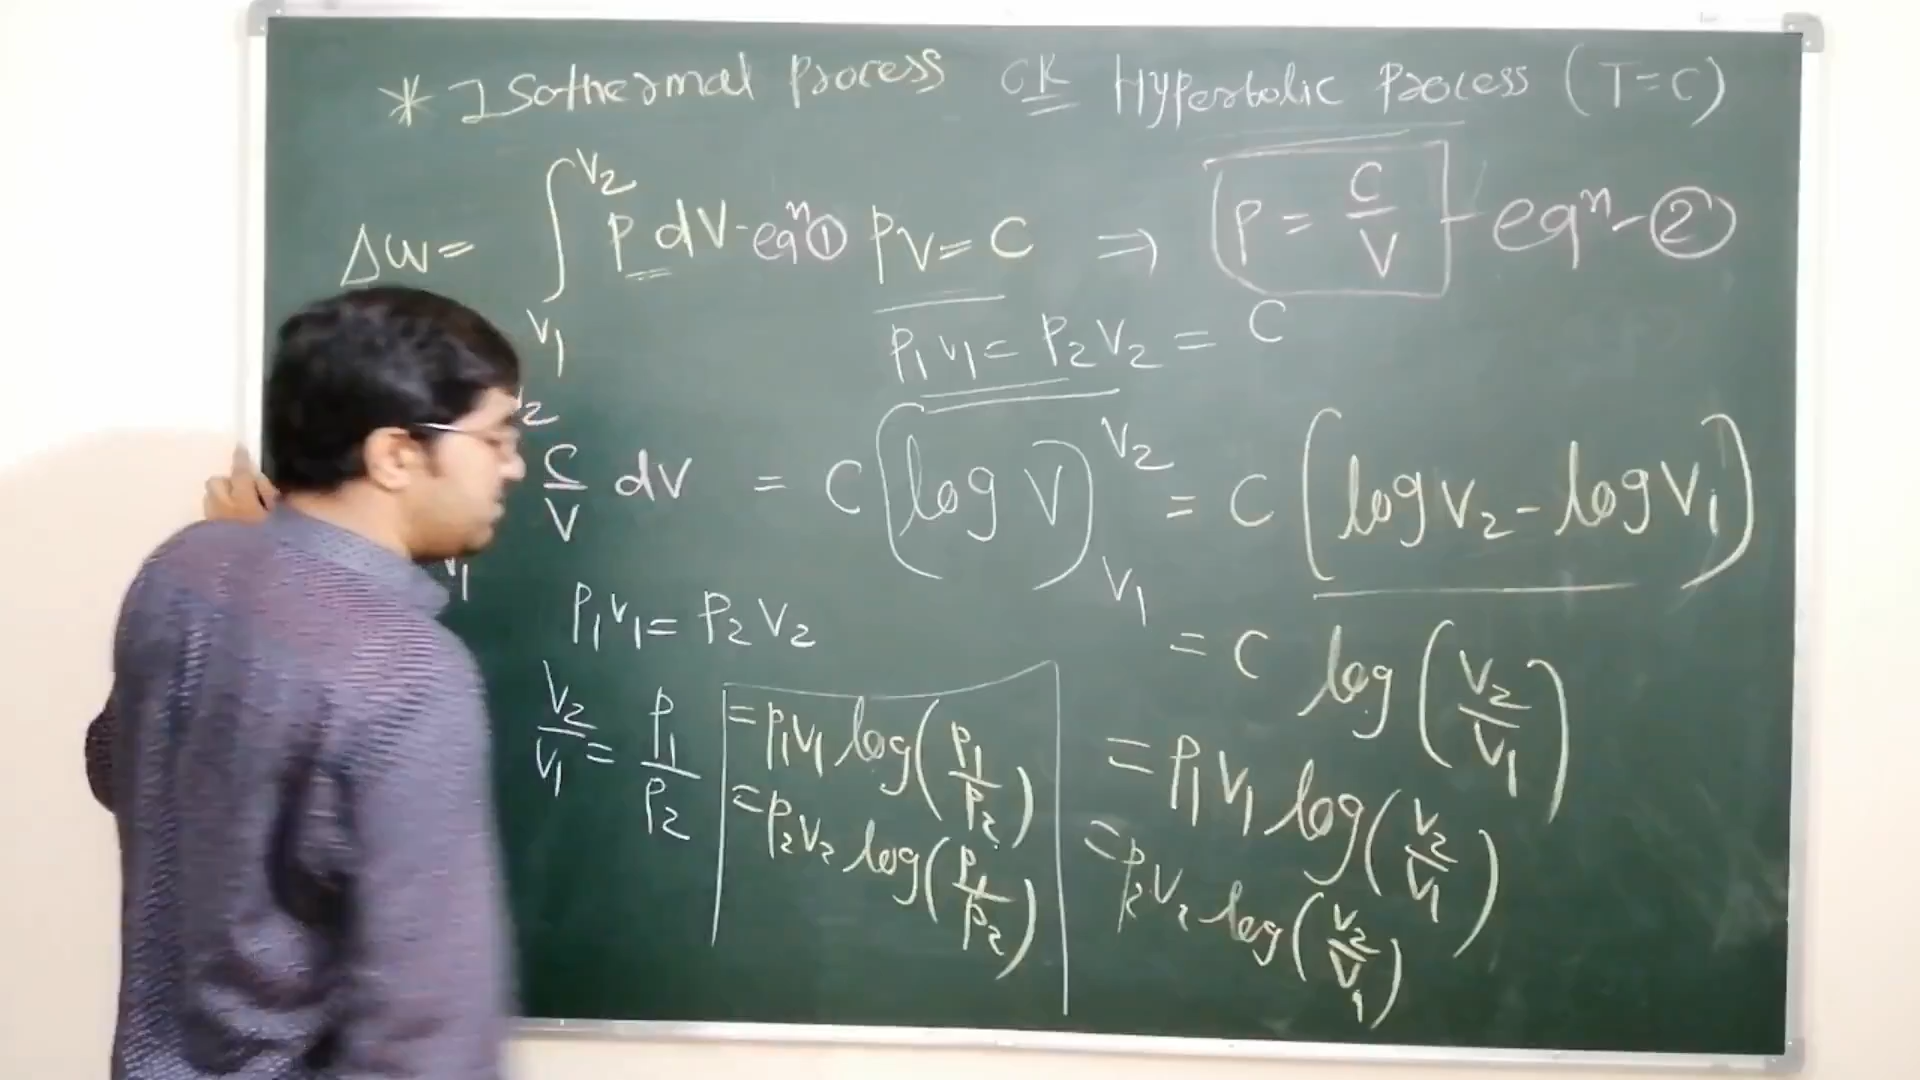 * Isothermal Process OR Hyperbolic Process (T=C)
Δw = ∫_{V1}^{V2} P dV - eqⁿ ① PV = C ⇒ P = C/V - eqⁿ - ②
P1V1 = P2V2 = C
C/V dV = C (log V)_{V1}^{V2} = C (log V2 - log V1)
P1V1 = P2V2
= C log (V2/V1)
V2/V1 = P1/P2
= P1V1 log (P1/P2)
= P2V2 log (P1/P2)
= P1V1 log (V2/V1)
= P2V2 log (V2/V1)